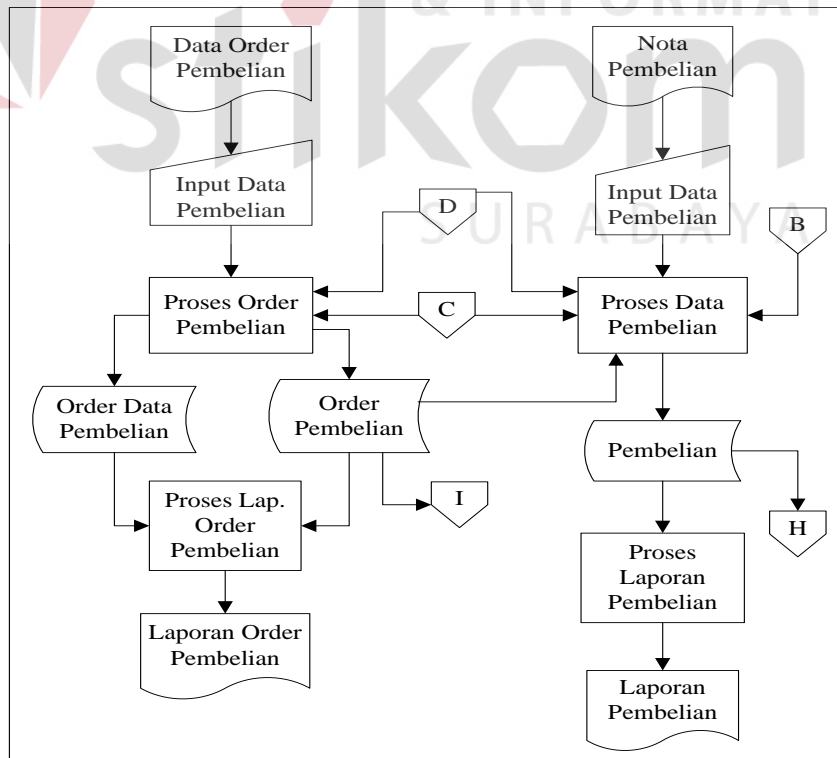 & INFORMAT
stikom
SURABAYA
Data Order
Pembelian
Nota
Pembelian
Input Data
Pembelian
D
Input Data
Pembelian
B
Proses Order
Pembelian
C
Proses Data
Pembelian
Order Data
Pembelian
Order
Pembelian
Pembelian
Proses Lap.
Order
Pembelian
I
H
Proses
Laporan
Pembelian
Laporan Order
Pembelian
Laporan
Pembelian